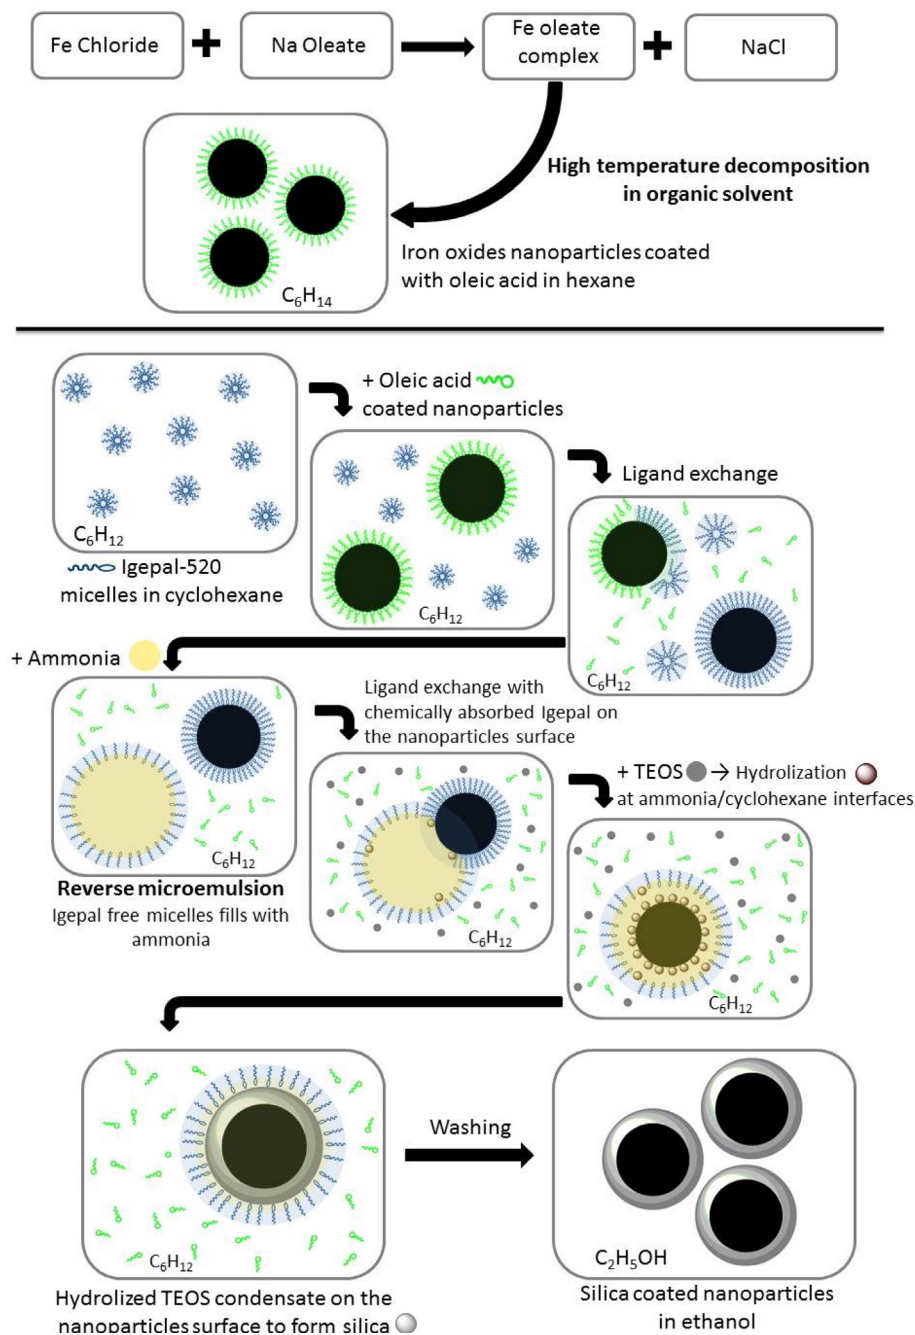 Fe Chloride + Na Oleate Fe oleate complex + NaCl
High temperature decomposition
in organic solvent
Iron oxides nanoparticles coated
with oleic acid in hexane
C₆H₁₄
+ Oleic acid
coated nanoparticles
Ligand exchange
C₆H₁₂
Igepal-520
micelles in cyclohexane
C₆H₁₂
C₆H₁₂
+ Ammonia
Ligand exchange with
chemically absorbed Igepal on
the nanoparticles surface
+ TEOS → Hydrolization
at ammonia/cyclohexane interfaces
C₆H₁₂
Reverse microemulsion
Igepal free micelles fills with
ammonia
C₆H₁₂
C₆H₁₂
Washing
C₆H₁₂
C₂H₅OH
Hydrolized TEOS condensate on the
nanoparticles surface to form silica
Silica coated nanoparticles
in ethanol